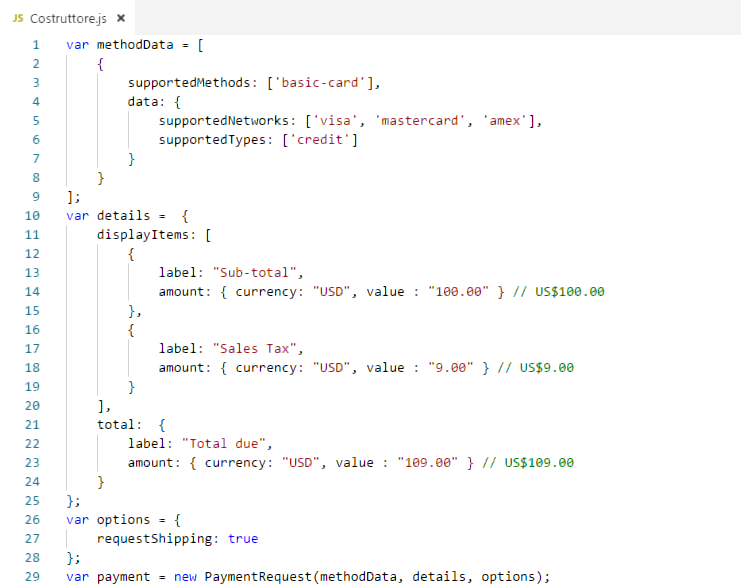 JS Costruttore.js ×
1 var methodData = [
2 {
3 supportedMethods: ['basic-card'],
4 data: {
5 supportedNetworks: ['visa', 'mastercard', 'amex'],
6 supportedTypes: ['credit']
7 }
8 }
9 ];
10 var details =  {
11 displayItems: [
12 {
13 label: "Sub-total",
14 amount: { currency: "USD", value : "100.00" } // US$100.00
15 },
16 {
17 label: "Sales Tax",
18 amount: { currency: "USD", value : "9.00" } // US$9.00
19 }
20 ],
21 total:  {
22 label: "Total due",
23 amount: { currency: "USD", value : "109.00" } // US$109.00
24 }
25 };
26 var options = {
27 requestShipping: true
28 };
29 var payment = new PaymentRequest(methodData, details, options);